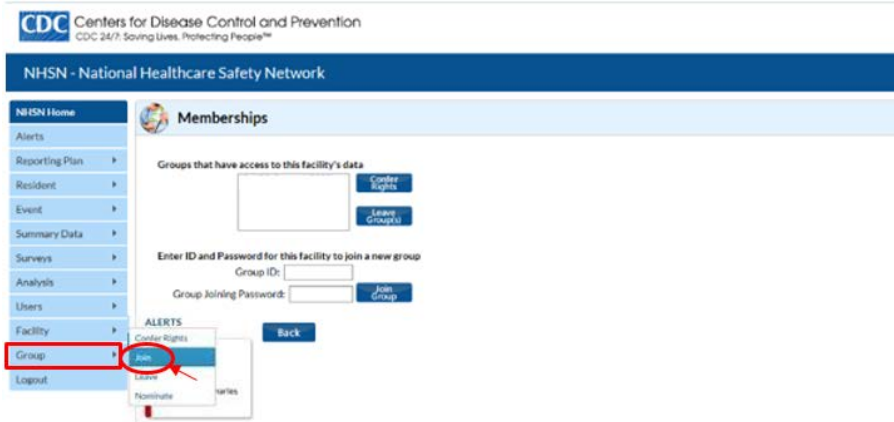 CDC Centers for Disease Control and Prevention
CDC 24/7: Saving Lives. Protecting People™
NHSN - National Healthcare Safety Network
NHSN Home
Alerts
Reporting Plan
Resident
Event
Summary Data
Surveys
Analysis
Users
Facility
Group
Logout
Memberships
Groups that have access to this facility's data
Confer Rights
Leave Group(s)
Enter ID and Password for this facility to join a new group
Group ID:
Group Joining Password:
Join Group
ALERTS
Back
Confer Rights
Join
Leave
Nominate